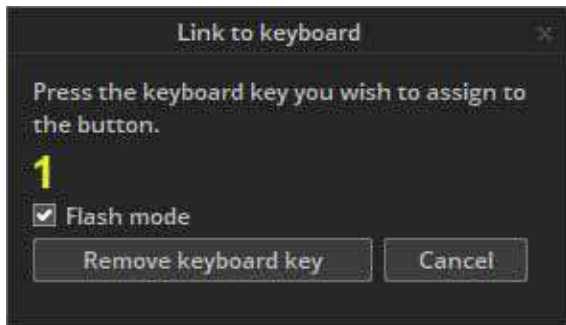 Link to keyboard
Press the keyboard key you wish to assign to
the button.
1
Flash mode
Remove keyboard key Cancel